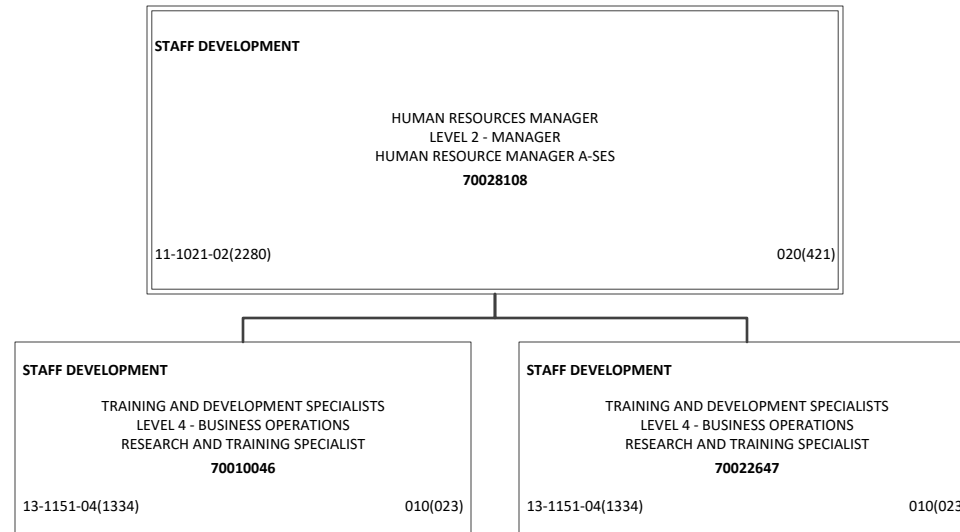 STAFF DEVELOPMENT
HUMAN RESOURCES MANAGER
LEVEL 2 - MANAGER
HUMAN RESOURCE MANAGER A-SES
70028108
11-1021-02(2280) 020(421)
STAFF DEVELOPMENT
TRAINING AND DEVELOPMENT SPECIALISTS
LEVEL 4 - BUSINESS OPERATIONS
RESEARCH AND TRAINING SPECIALIST
70010046
13-1151-04(1334) 010(023)
STAFF DEVELOPMENT
TRAINING AND DEVELOPMENT SPECIALISTS
LEVEL 4 - BUSINESS OPERATIONS
RESEARCH AND TRAINING SPECIALIST
70022647
13-1151-04(1334) 010(023